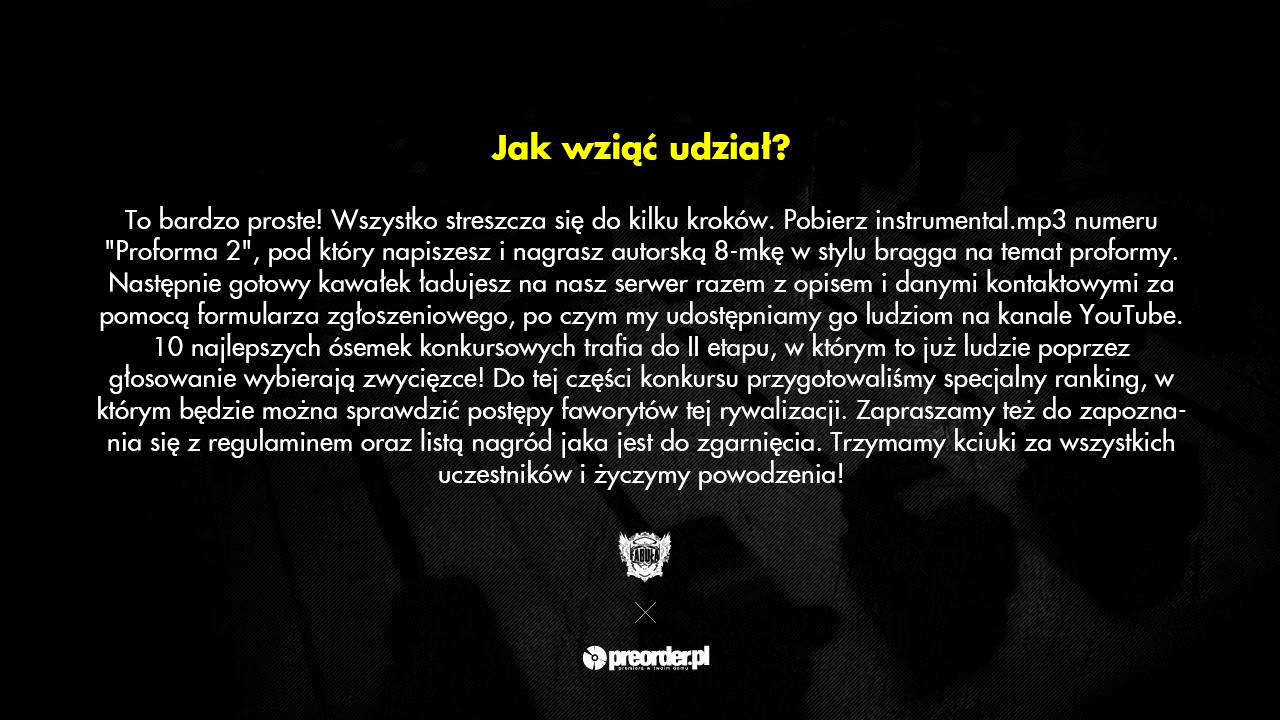 Jak wziąć udział?
To bardzo proste! Wszystko streszcza się do kilku kroków. Pobierz instrumental.mp3 numeru
"Proforma 2", pod który napiszesz i nagrasz autorską 8-mkę w stylu bragga na temat proformy.
Następnie gotowy kawałek ładujesz na nasz serwer razem z opisem i danymi kontaktowymi za
pomocą formularza zgłoszeniowego, po czym my udostępniamy go ludziom na kanale YouTube.
10 najlepszych ósemek konkursowych trafia do II etapu, w którym to już ludzie poprzez
głosowanie wybierają zwycięzce! Do tej części konkursu przygotowaliśmy specjalny ranking, w
którym będzie można sprawdzić postępy faworytów tej rywalizacji. Zapraszamy też do zapozna-
nia się z regulaminem oraz listą nagród jaka jest do zgarnięcia. Trzymamy kciuki za wszystkich
uczestników i życzymy powodzenia!
FABUŁA
preorder.pl
premiera w twoim domu